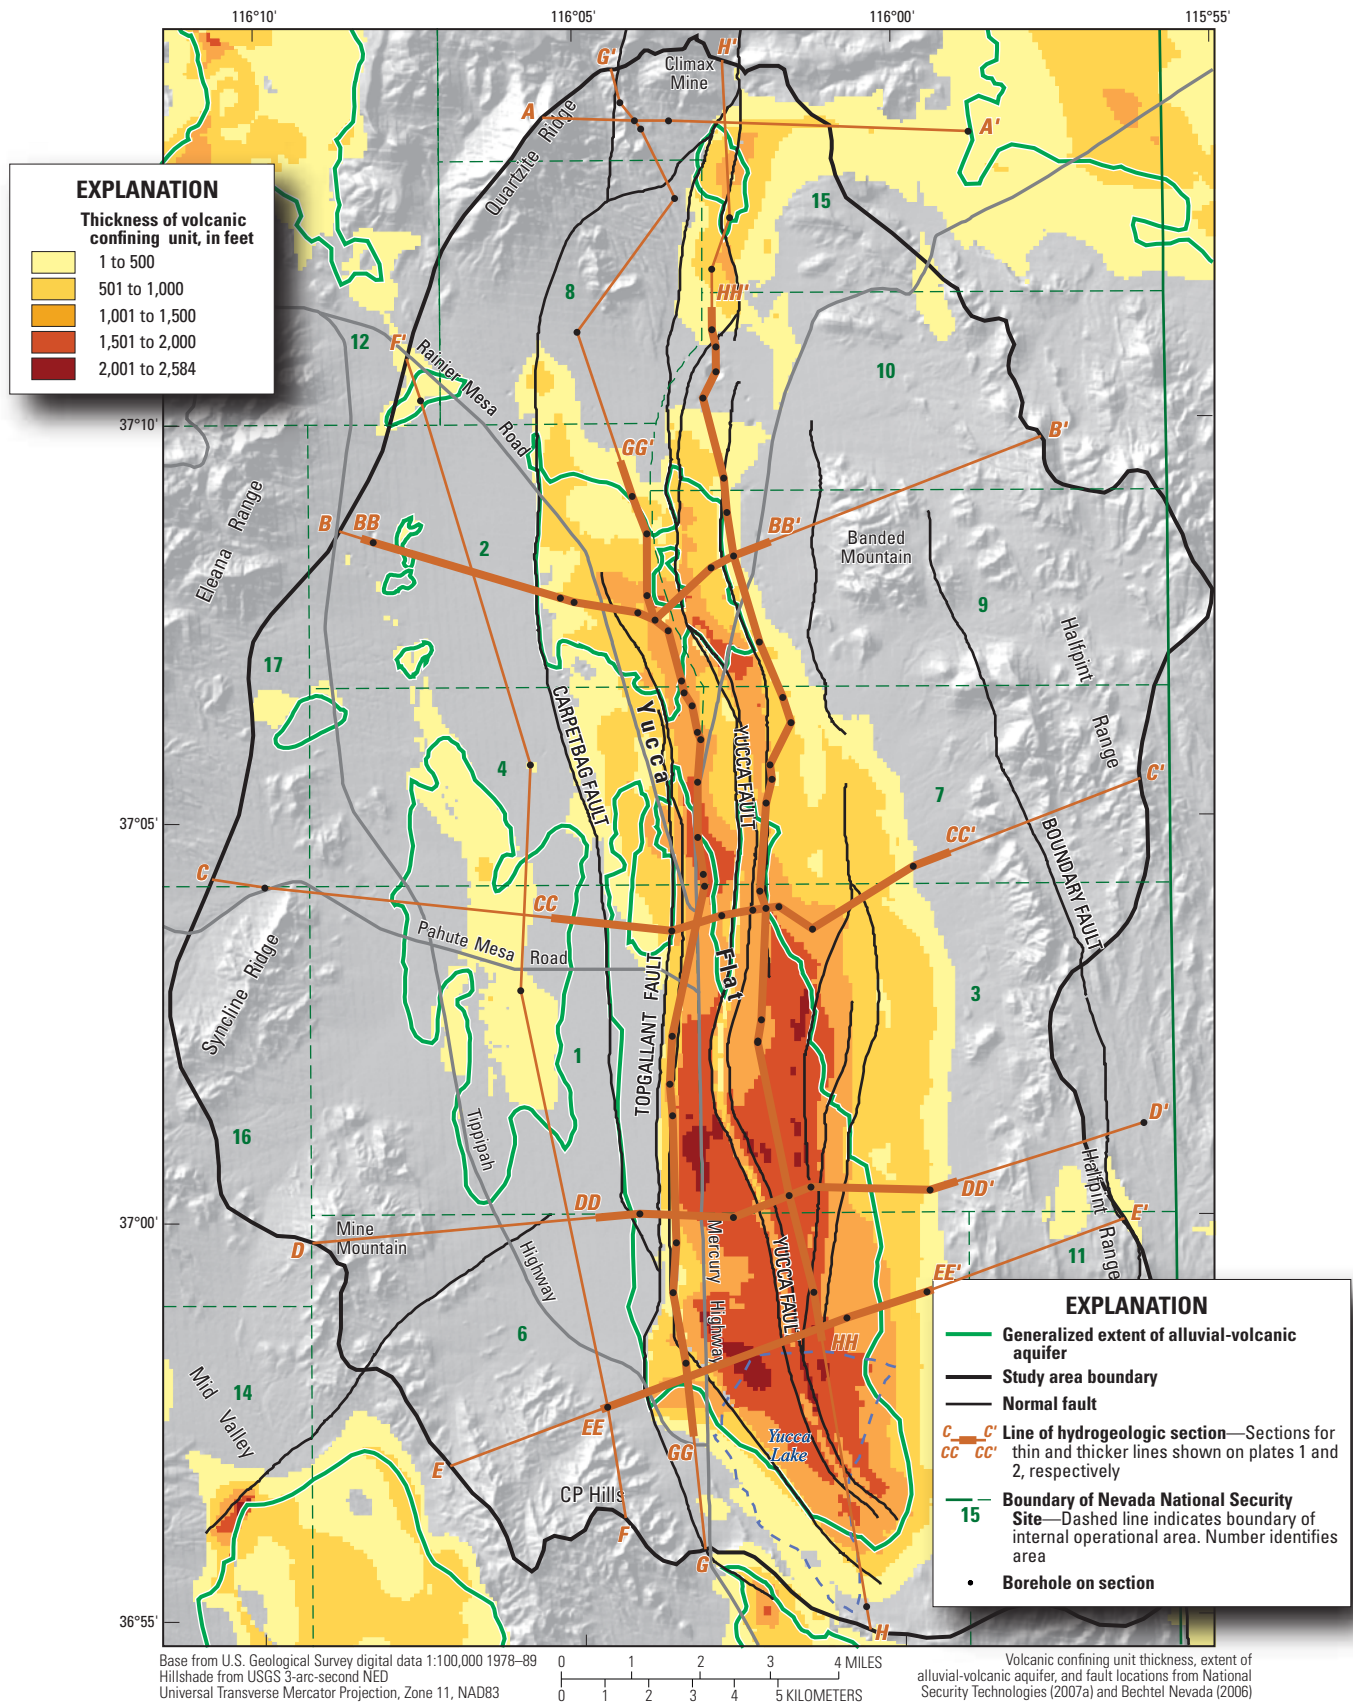 116°10'
116°05'
116°00'
115°55'
G'
H'
Climax
Mine
A
A'
Quartzite Ridge
EXPLANATION
Thickness of volcanic
confining unit, in feet
1 to 500
501 to 1,000
1,001 to 1,500
1,501 to 2,000
2,001 to 2,584
15
8
HH'
12
F'
Rainier Mesa Road
10
37°10'
B'
GG'
Eleana Range
B
BB
2
BB'
Banded
Mountain
9
Halfpint Range
17
CARPETBAG FAULT
Yucca Flat
YUCCA FAULT
4
7
C'
37°05'
CC'
BOUNDARY FAULT
C
CC
Pahute Mesa Road
Syncline Ridge
TOPGALLANT FAULT
3
1
16
Tippipah Highway
D'
Halfpint Range
DD
DD'
37°00'
Mine
Mountain
D
Mercury Highway
YUCCA FAULT
E'
11
EE'
6
HH
Mid Valley
14
EE
GG
Yucca
Lake
E
CP Hills
F
G
H
36°55'
EXPLANATION
Generalized extent of alluvial-volcanic
aquifer
Study area boundary
Normal fault
C C'
CC CC'
Line of hydrogeologic section—Sections for
thin and thicker lines shown on plates 1 and
2, respectively
15
Boundary of Nevada National Security
Site—Dashed line indicates boundary of
internal operational area. Number identifies
area
Borehole on section
Base from U.S. Geological Survey digital data 1:100,000 1978–89
Hillshade from USGS 3-arc-second NED
Universal Transverse Mercator Projection, Zone 11, NAD83
0 1 2 3 4 MILES
0 1 2 3 4 5 KILOMETERS
Volcanic confining unit thickness, extent of
alluvial-volcanic aquifer, and fault locations from National
Security Technologies (2007a) and Bechtel Nevada (2006)